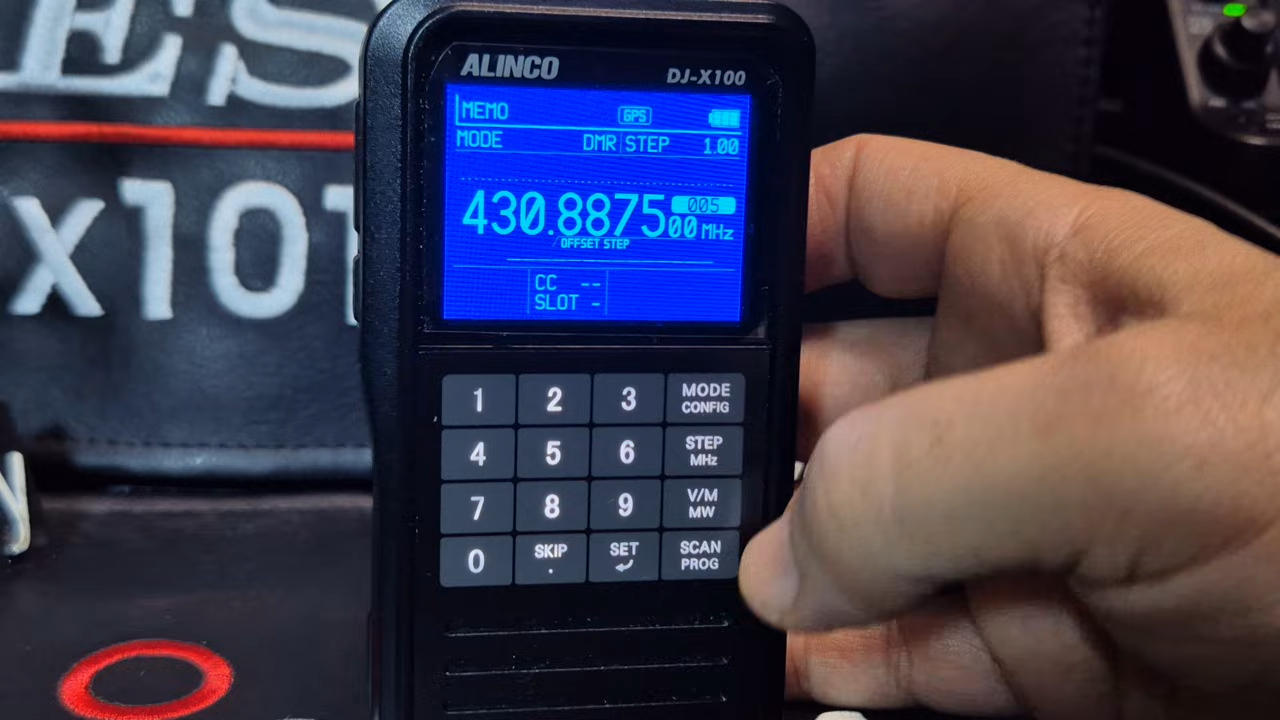 ES
x101
ALINCO
DJ-X100
MEMO GPS
MODE DMR STEP 1.00
430.887500 MHz 005
OFFSET STEP
CC --
SLOT -
1 2 3 MODE CONFIG
4 5 6 STEP MHz
7 8 9 V/M MW
0 SKIP . SET SCAN PROG